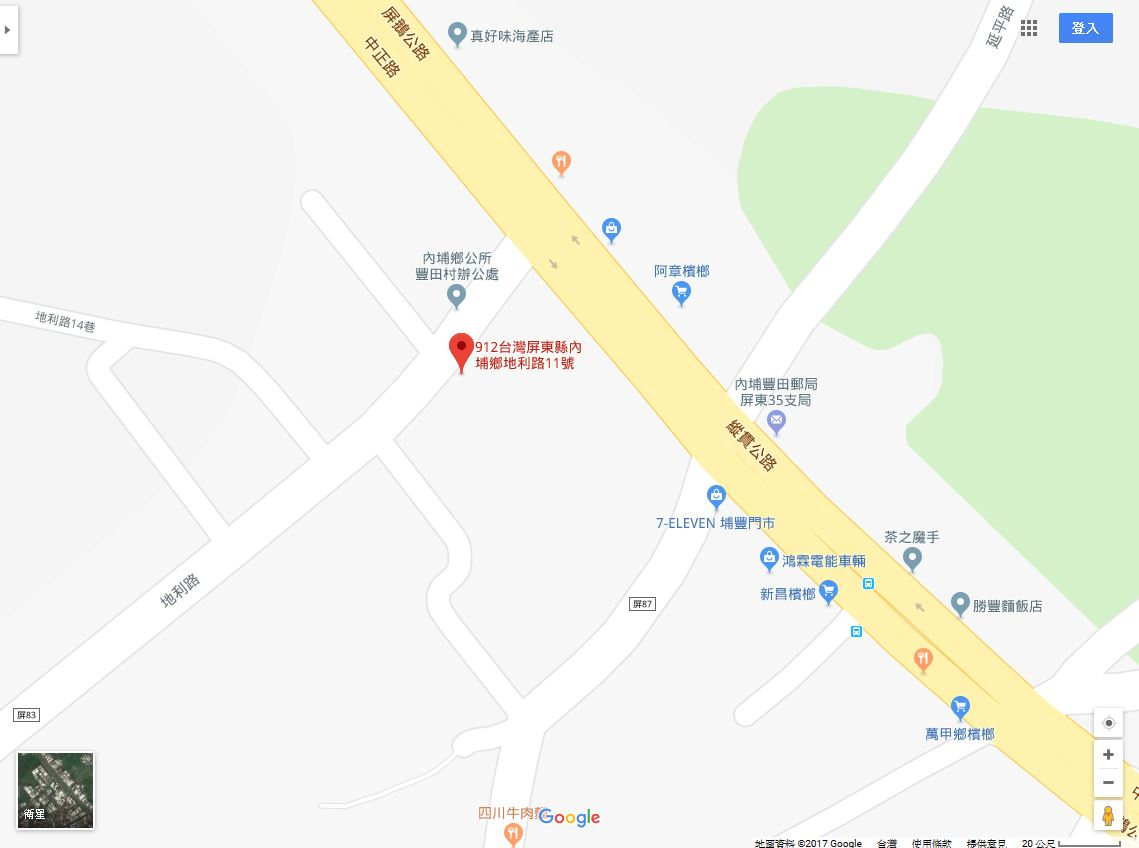 屏鵝公路
中正路
真好味海產店
延平路
登入
內埔鄉公所
豐田村辦公處
阿章檳榔
地利路14巷
912台灣屏東縣內
埔鄉地利路11號
內埔豐田郵局
屏東35支局
縱貫公路
7-ELEVEN 埔豐門市
茶之魔手
鴻霖電能車輛
新昌檳榔
地利路
屏87
勝豐麵飯店
屏83
萬甲鄉檳榔
衛星
四川牛肉麵
Google
地圖資料 ©2017 Google 台灣 使用條款 提供意見 20 公尺